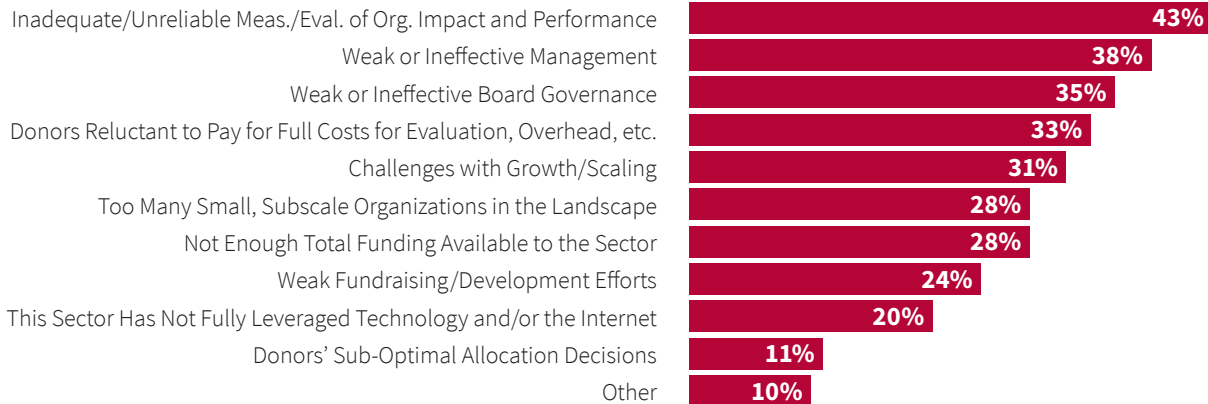 Inadequate/Unreliable Meas./Eval. of Org. Impact and Performance 43%
Weak or Ineffective Management 38%
Weak or Ineffective Board Governance 35%
Donors Reluctant to Pay for Full Costs for Evaluation, Overhead, etc. 33%
Challenges with Growth/Scaling 31%
Too Many Small, Subscale Organizations in the Landscape 28%
Not Enough Total Funding Available to the Sector 28%
Weak Fundraising/Development Efforts 24%
This Sector Has Not Fully Leveraged Technology and/or the Internet 20%
Donors’ Sub-Optimal Allocation Decisions 11%
Other 10%